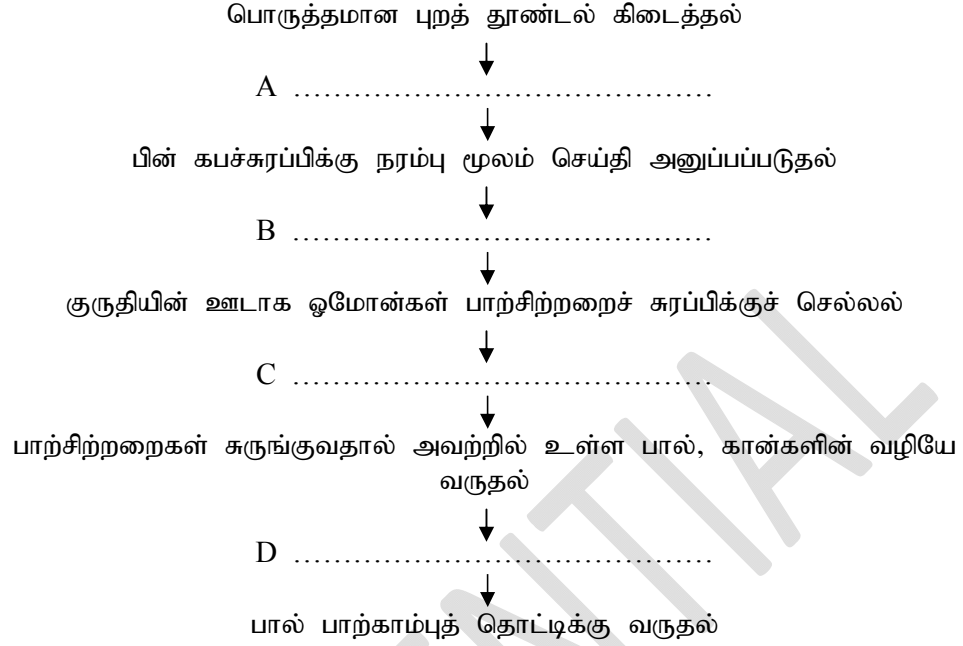 பொருத்தமான புறத் தூண்டல் கிடைத்தல்
A ..........................................
பின் கபச்சுரப்பிக்கு நரம்பு மூலம் செய்தி அனுப்பப்படுதல்
B ..........................................
குருதியின் ஊடாக ஓமோன்கள் பாற்சிற்றறைச் சுரப்பிக்குச் செல்லல்
C ..........................................
பாற்சிற்றறைகள் சுருங்குவதால் அவற்றில் உள்ள பால், கான்களின் வழியே
வருதல்
D ..........................................
பால் பாற்காம்புத் தொட்டிக்கு வருதல்